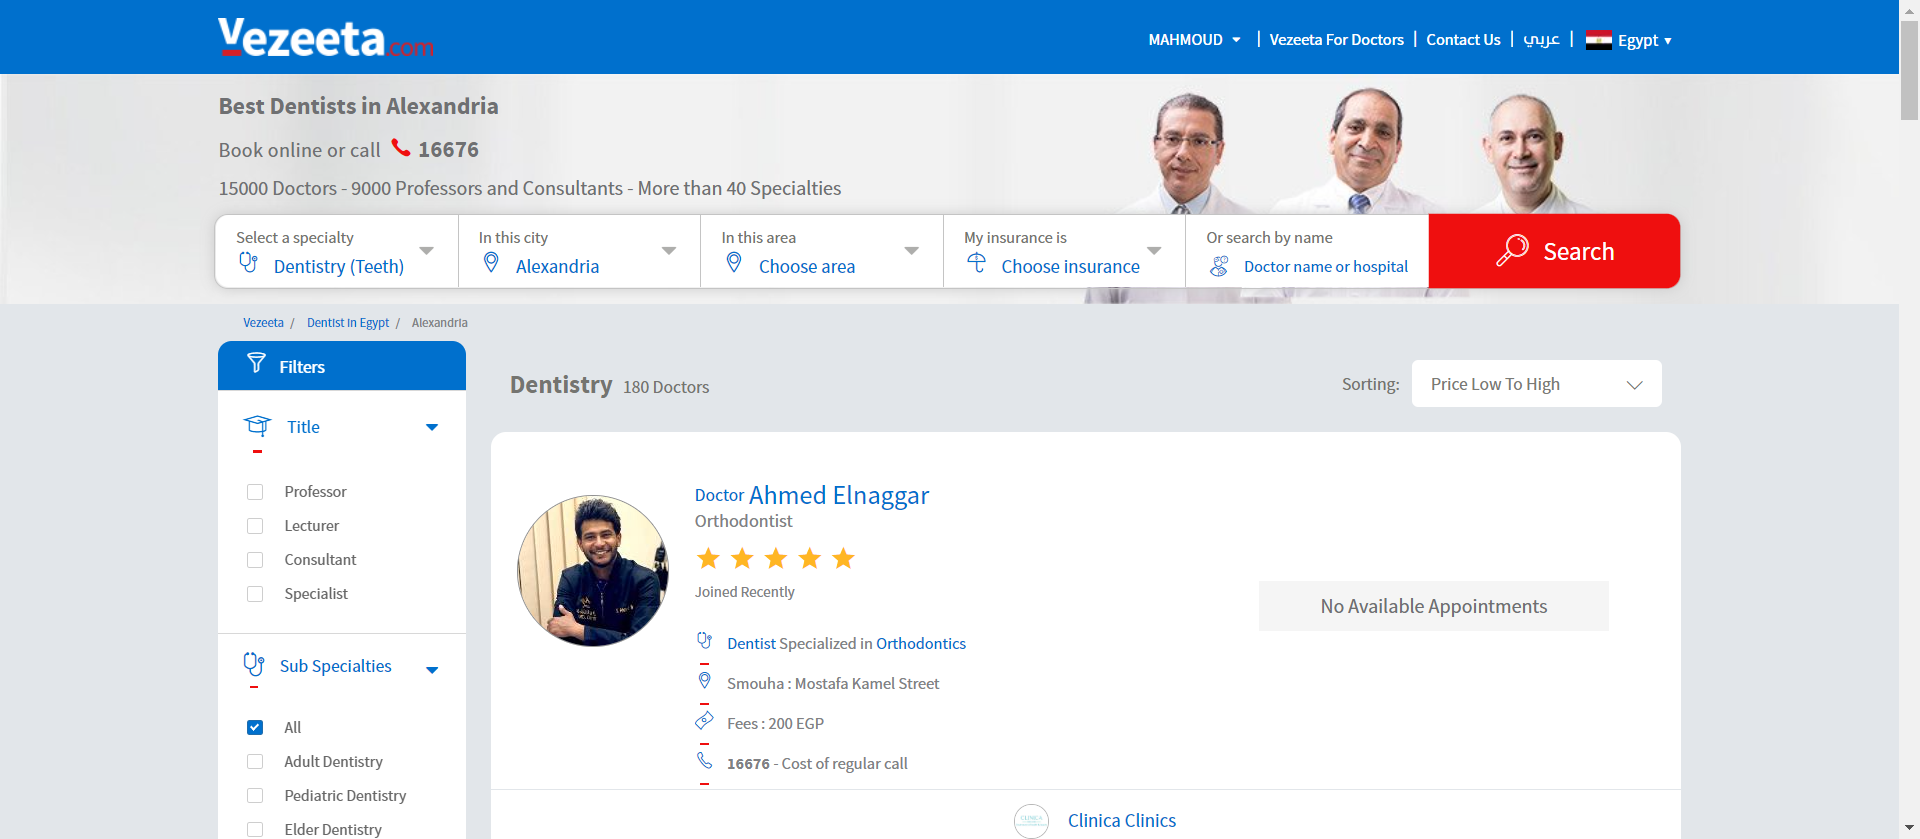 Vezeeta.com
MAHMOUD | Vezeeta For Doctors | Contact Us | عربي | Egypt
Best Dentists in Alexandria
Book online or call 16676
15000 Doctors - 9000 Professors and Consultants - More than 40 Specialties
Select a specialty
Dentistry (Teeth)
In this city
Alexandria
In this area
Choose area
My insurance is
Choose insurance
Or search by name
Doctor name or hospital
Search
Vezeeta / Dentist in Egypt / Alexandria
Filters
Title
Professor
Lecturer
Consultant
Specialist
Sub Specialties
All
Adult Dentistry
Pediatric Dentistry
Elder Dentistry
Dentistry 180 Doctors
Sorting: Price Low To High
Doctor Ahmed Elnaggar
Orthodontist
Joined Recently
Dentist Specialized in Orthodontics
Smouha : Mostafa Kamel Street
Fees : 200 EGP
16676 - Cost of regular call
No Available Appointments
CLINICA
Clinica Clinics